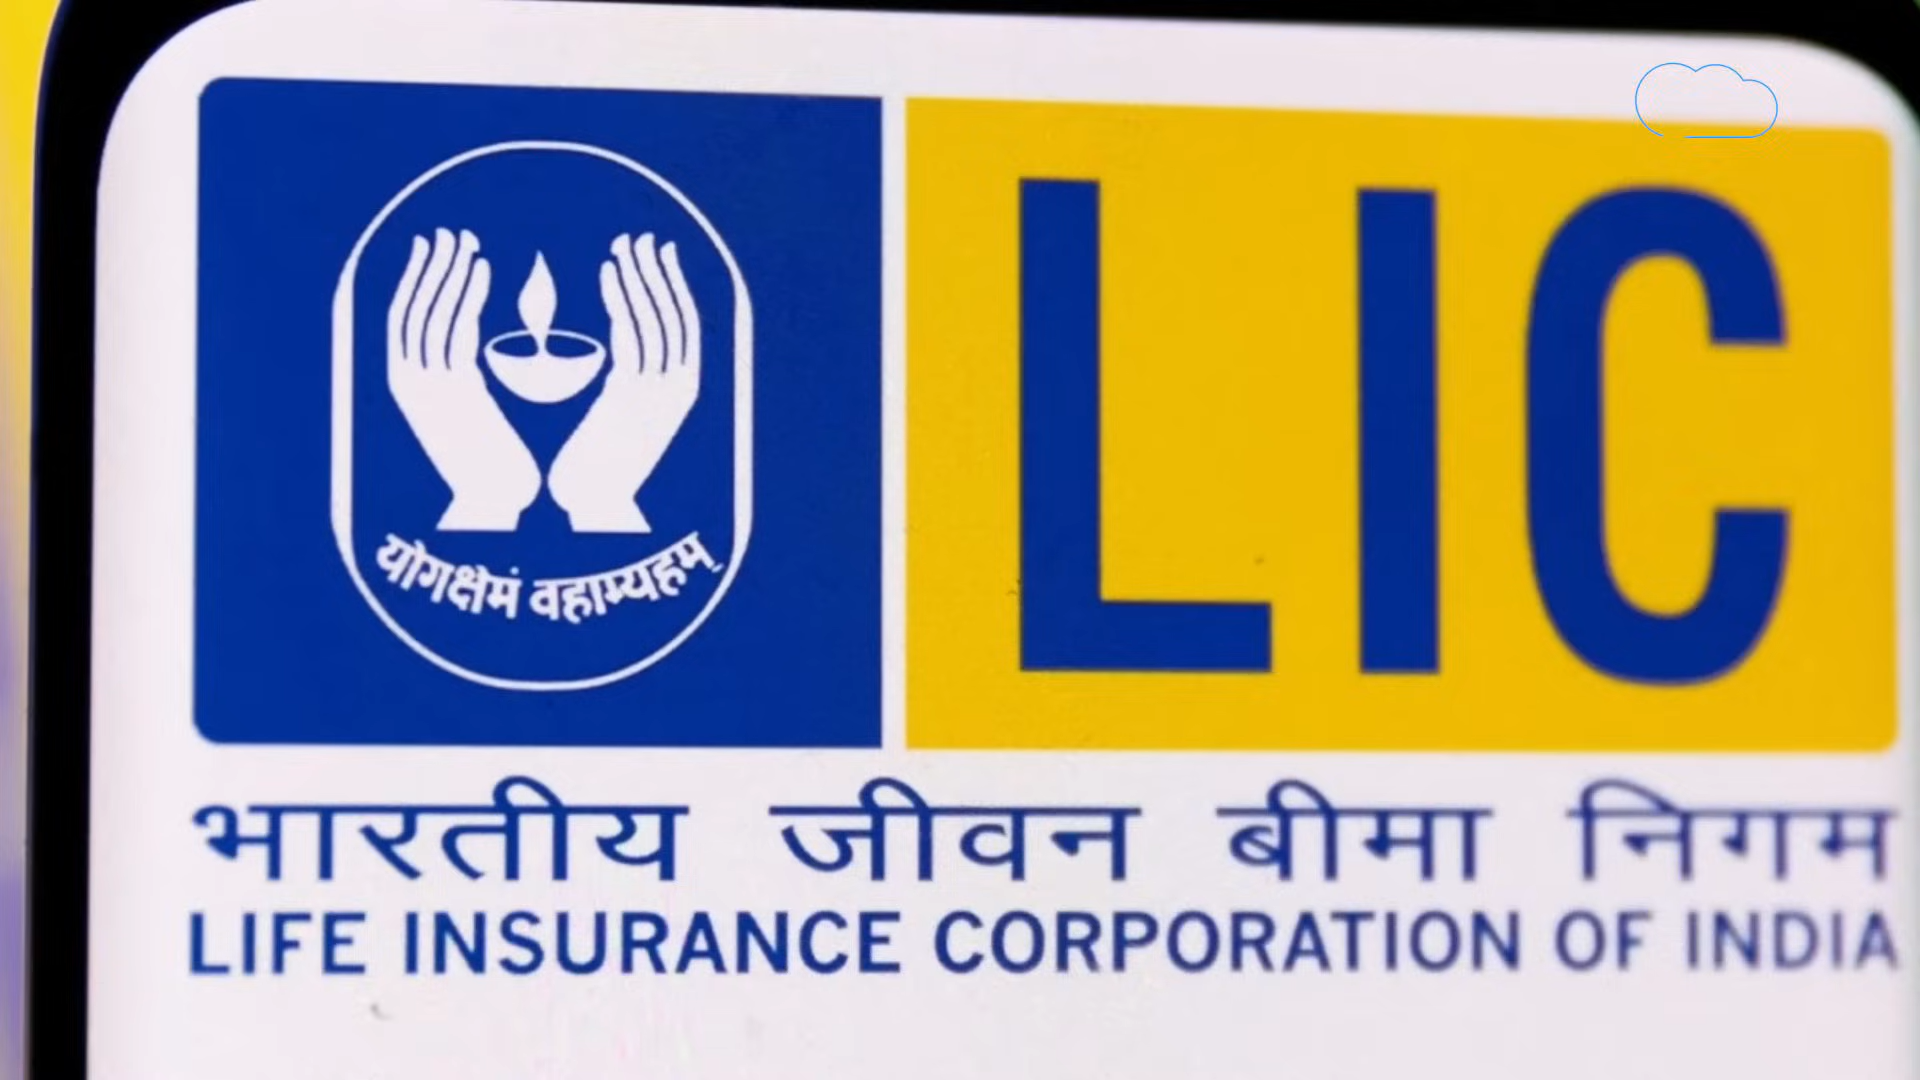 योगक्षेमं वहाम्यहम्
LIC
भारतीय जीवन बीमा निगम
LIFE INSURANCE CORPORATION OF INDIA